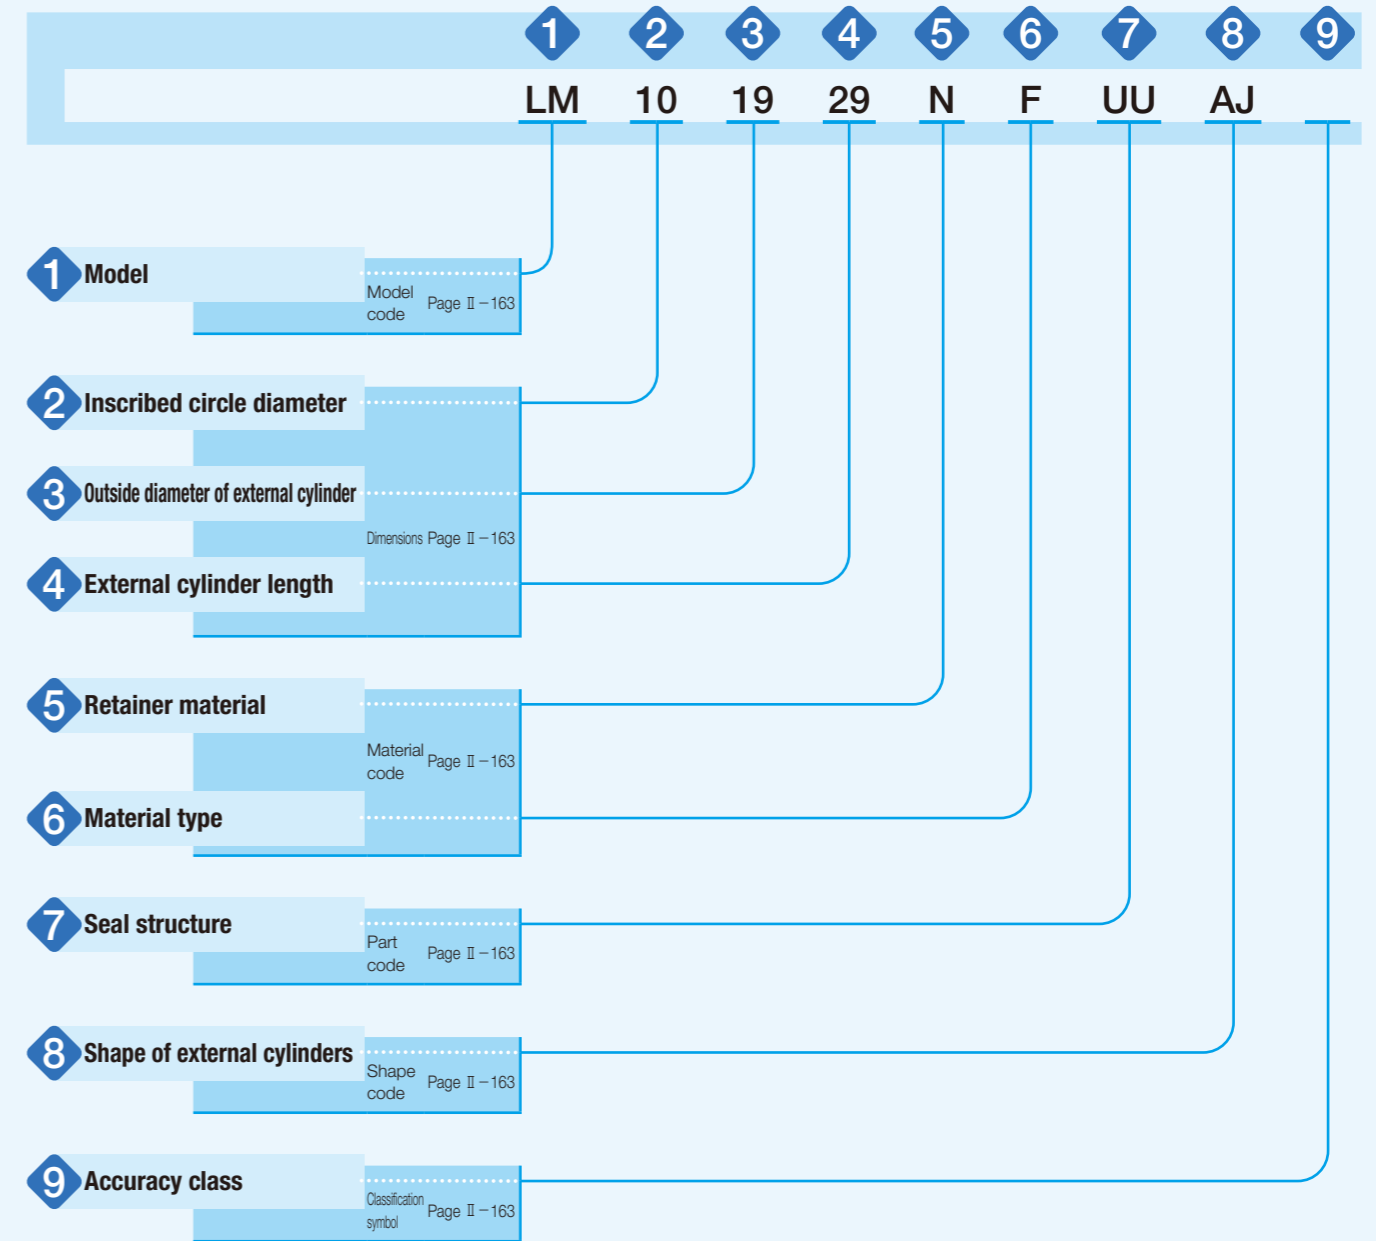 1 2 3 4 5 6 7 8 9
LM 10 19 29 N F UU AJ
1 Model
Model code Page Ⅱ－163
2 Inscribed circle diameter
3 Outside diameter of external cylinder
Dimensions Page Ⅱ－163
4 External cylinder length
5 Retainer material
Material code Page Ⅱ－163
6 Material type
7 Seal structure
Part code Page Ⅱ－163
8 Shape of external cylinders
Shape code Page Ⅱ－163
9 Accuracy class
Classification symbol Page Ⅱ－163